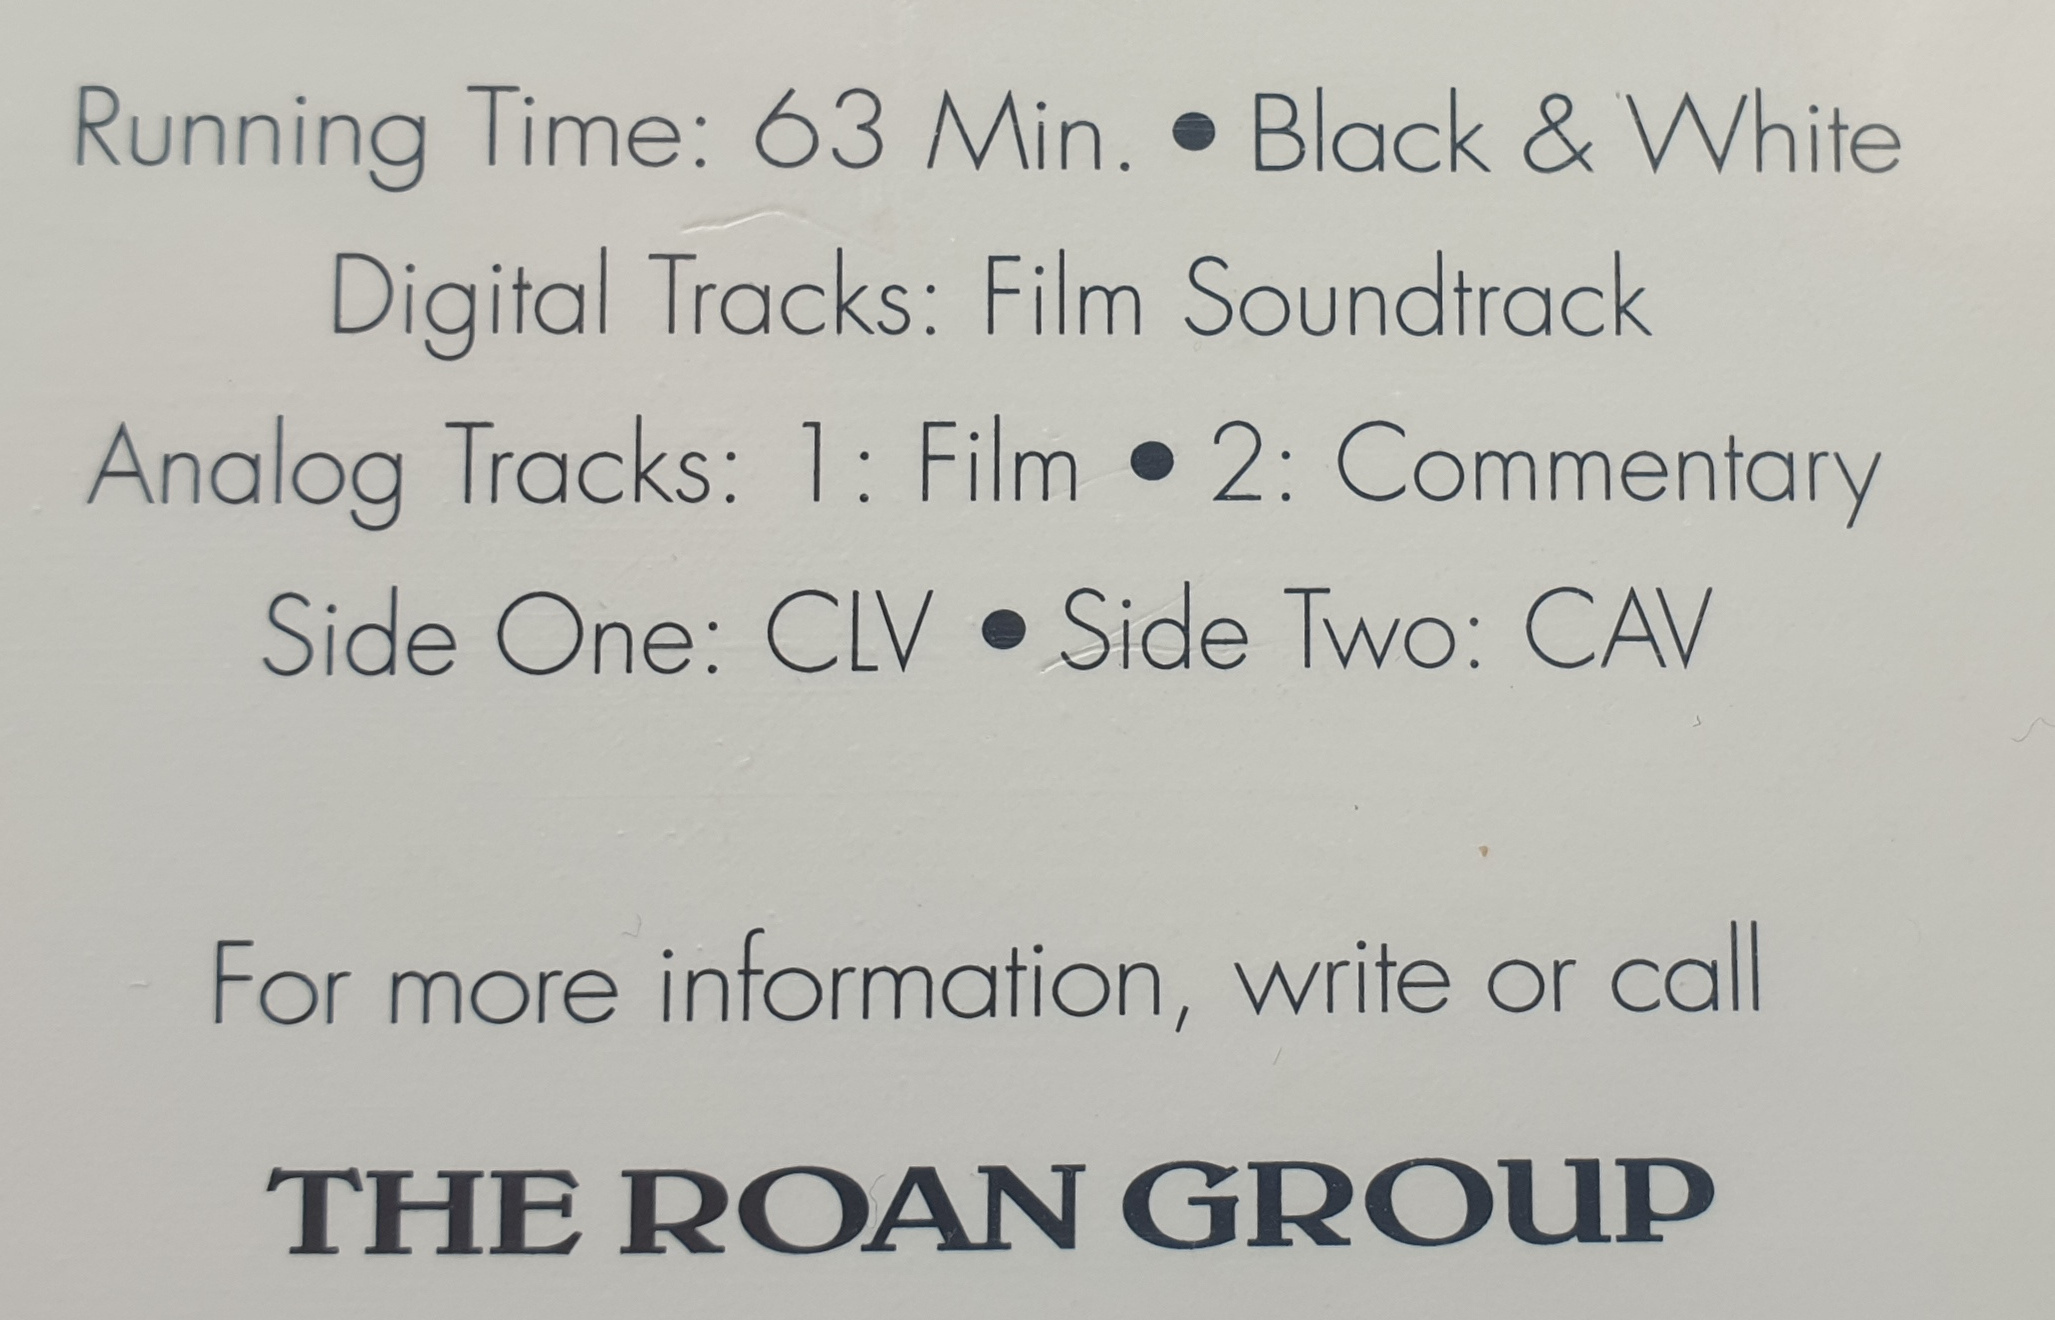 Running Time: 63 Min. • Black & White
Digital Tracks: Film Soundtrack
Analog Tracks: 1: Film • 2: Commentary
Side One: CLV • Side Two: CAV
For more information, write or call
THE ROAN GROUP